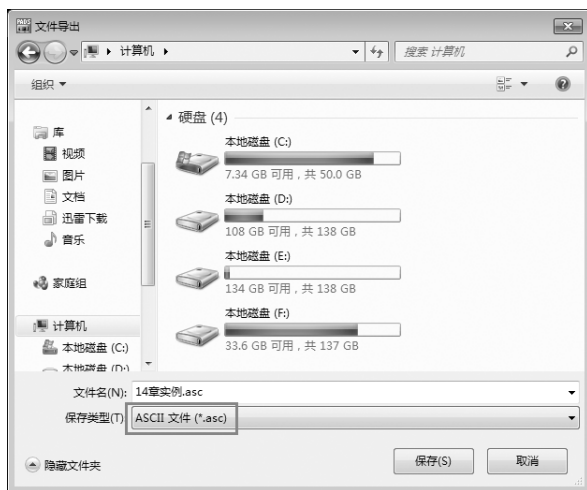 PADS
文件导出
计算机
搜索 计算机
组织
库
视频
图片
文档
迅雷下载
音乐
家庭组
计算机
本地磁盘 (C:)
本地磁盘 (D:)
硬盘 (4)
本地磁盘 (C:)
7.34 GB 可用，共 50.0 GB
本地磁盘 (D:)
108 GB 可用，共 138 GB
本地磁盘 (E:)
134 GB 可用，共 138 GB
本地磁盘 (F:)
33.6 GB 可用，共 137 GB
文件名(N): 14章实例.asc
保存类型(T): ASCII 文件 (*.asc)
隐藏文件夹
保存(S)
取消